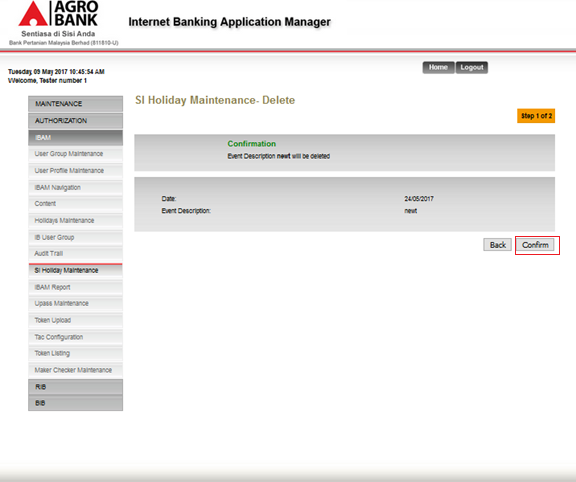 AGRO
BANK
Sentiasa di Sisi Anda
Bank Pertanian Malaysia Berhad (811810-U)
Internet Banking Application Manager
Tuesday, 09 May 2017 10:45:54 AM
Welcome, Tester number 1
Home Logout
MAINTENANCE
AUTHORIZATION
IBAM
User Group Maintenance
User Profile Maintenance
IBAM Navigation
Content
Holidays Maintenance
IB User Group
Audit Trail
SI Holiday Maintenance
IBAM Report
Upass Maintenance
Token Upload
Tac Configuration
Token Listing
Maker Checker Maintenance
RIB
BIB
SI Holiday Maintenance- Delete
Step 1 of 2
Confirmation
Event Description newt will be deleted
Date: 24/05/2017
Event Description: newt
Back Confirm